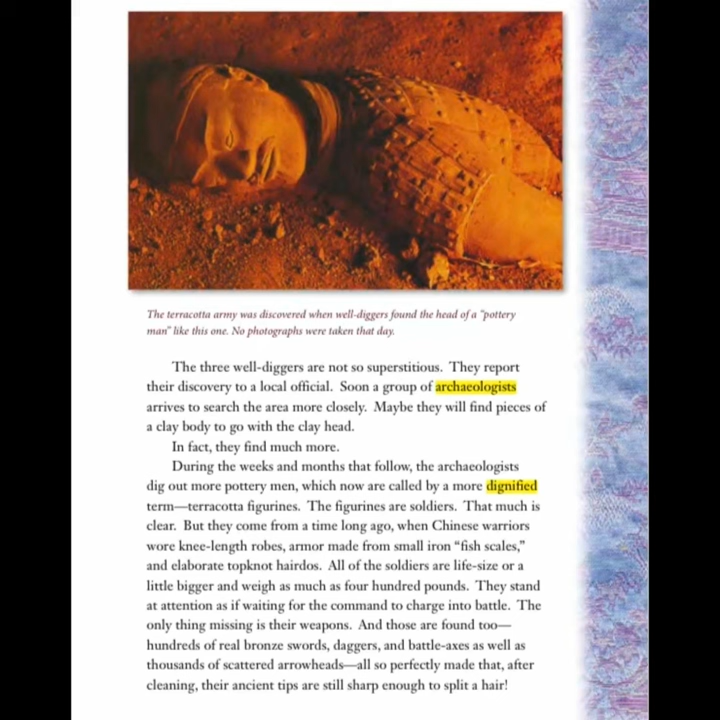 The terracotta army was discovered when well-diggers found the head of a “pottery
man” like this one. No photographs were taken that day.
The three well-diggers are not so superstitious. They report
their discovery to a local official. Soon a group of archaeologists
arrives to search the area more closely. Maybe they will find pieces of
a clay body to go with the clay head.
In fact, they find much more.
During the weeks and months that follow, the archaeologists
dig out more pottery men, which now are called by a more dignified
term—terracotta figurines. The figurines are soldiers. That much is
clear. But they come from a time long ago, when Chinese warriors
wore knee-length robes, armor made from small iron “fish scales,”
and elaborate topknot hairdos. All of the soldiers are life-size or a
little bigger and weigh as much as four hundred pounds. They stand
at attention as if waiting for the command to charge into battle. The
only thing missing is their weapons. And those are found too—
hundreds of real bronze swords, daggers, and battle-axes as well as
thousands of scattered arrowheads—all so perfectly made that, after
cleaning, their ancient tips are still sharp enough to split a hair!